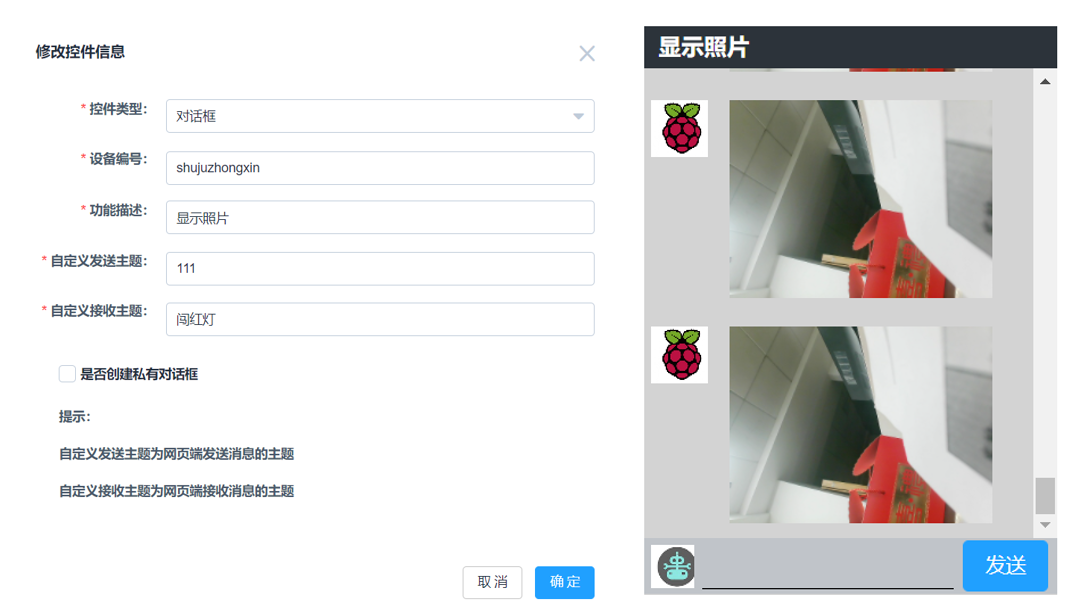 修改控件信息
* 控件类型： 对话框
* 设备编号： shujuzhongxin
* 功能描述： 显示照片
* 自定义发送主题： 111
* 自定义接收主题： 闯红灯
是否创建私有对话框
提示：
自定义发送主题为网页端发送消息的主题
自定义接收主题为网页端接收消息的主题
取消 确定
显示照片
发送